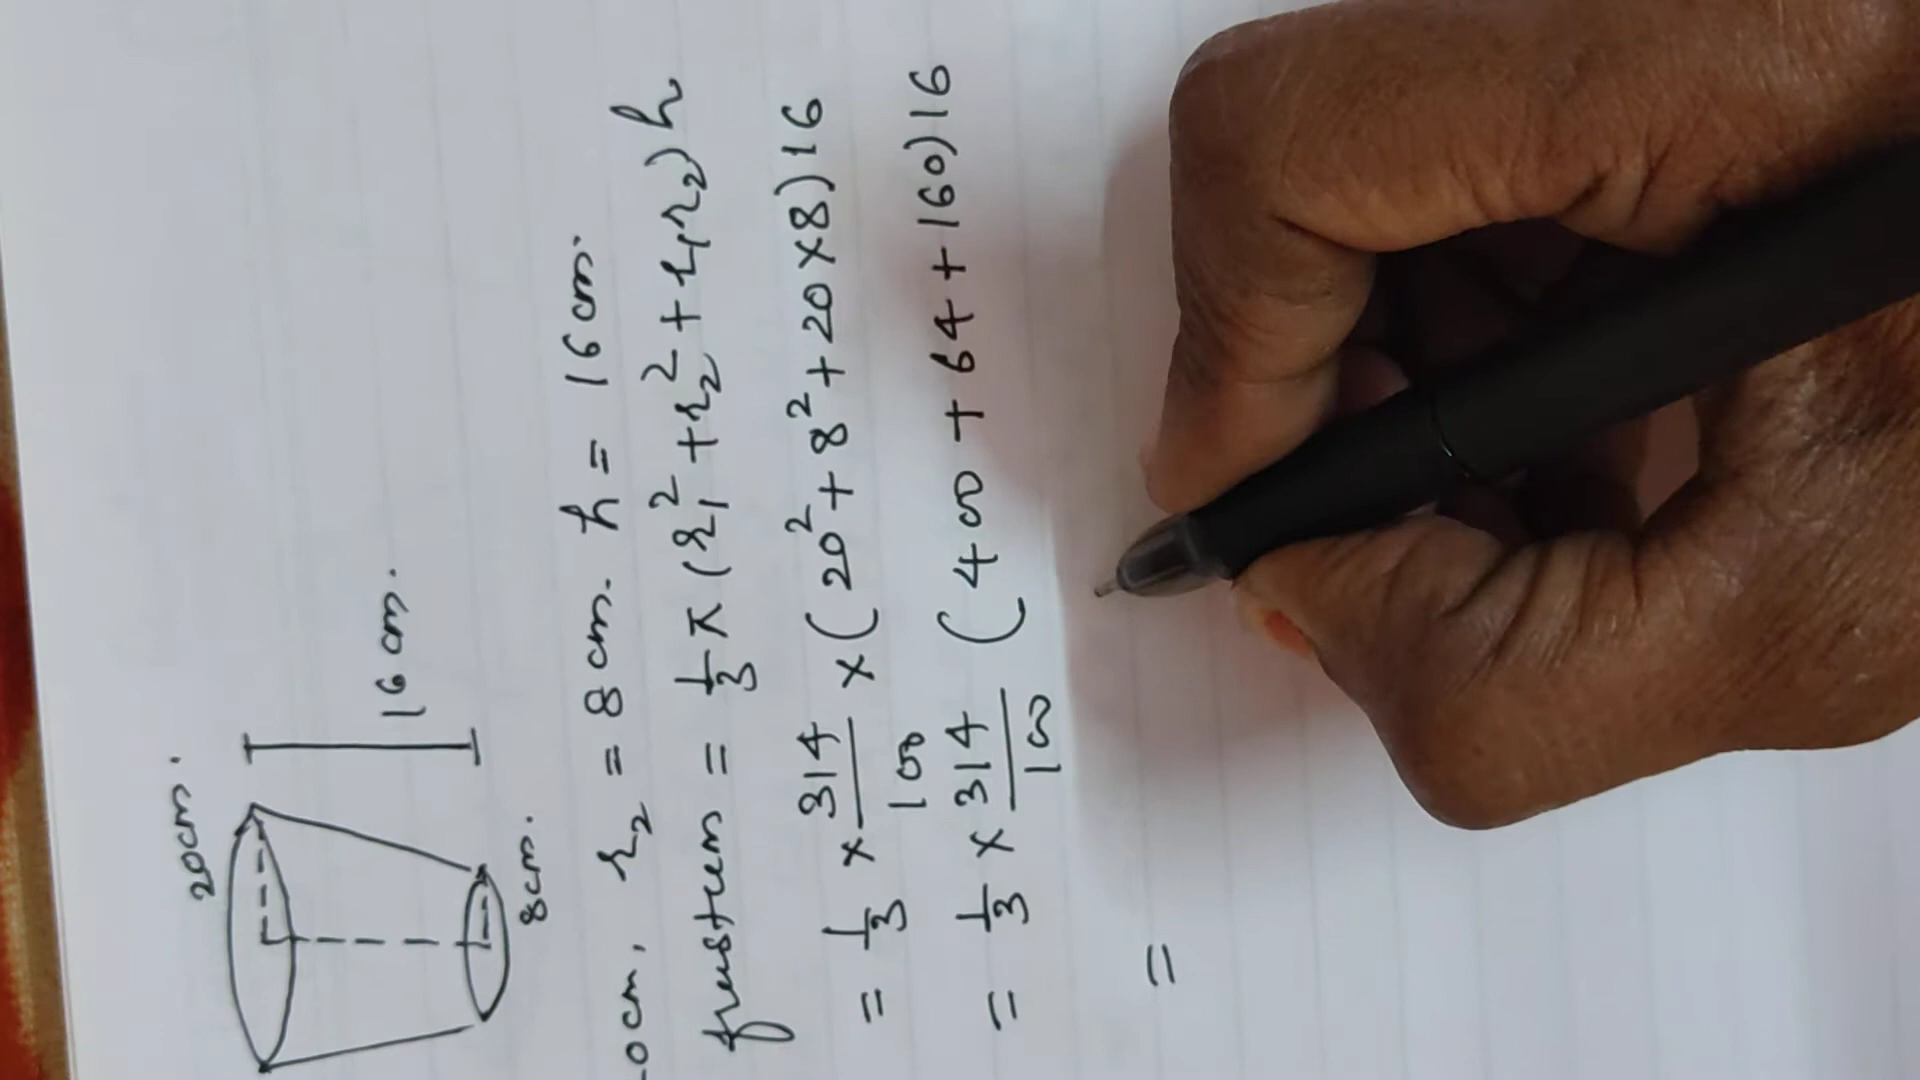 20cm.
16 cm.
8cm.
0cm, r₂ = 8 cm. h = 16 cm.
frustum = 1/3 π (r₁² + r₂² + r₁r₂) h
= 1/3 × 314/100 × (20² + 8² + 20 × 8) 16
= 1/3 × 314/100 (400 + 64 + 160) 16
=